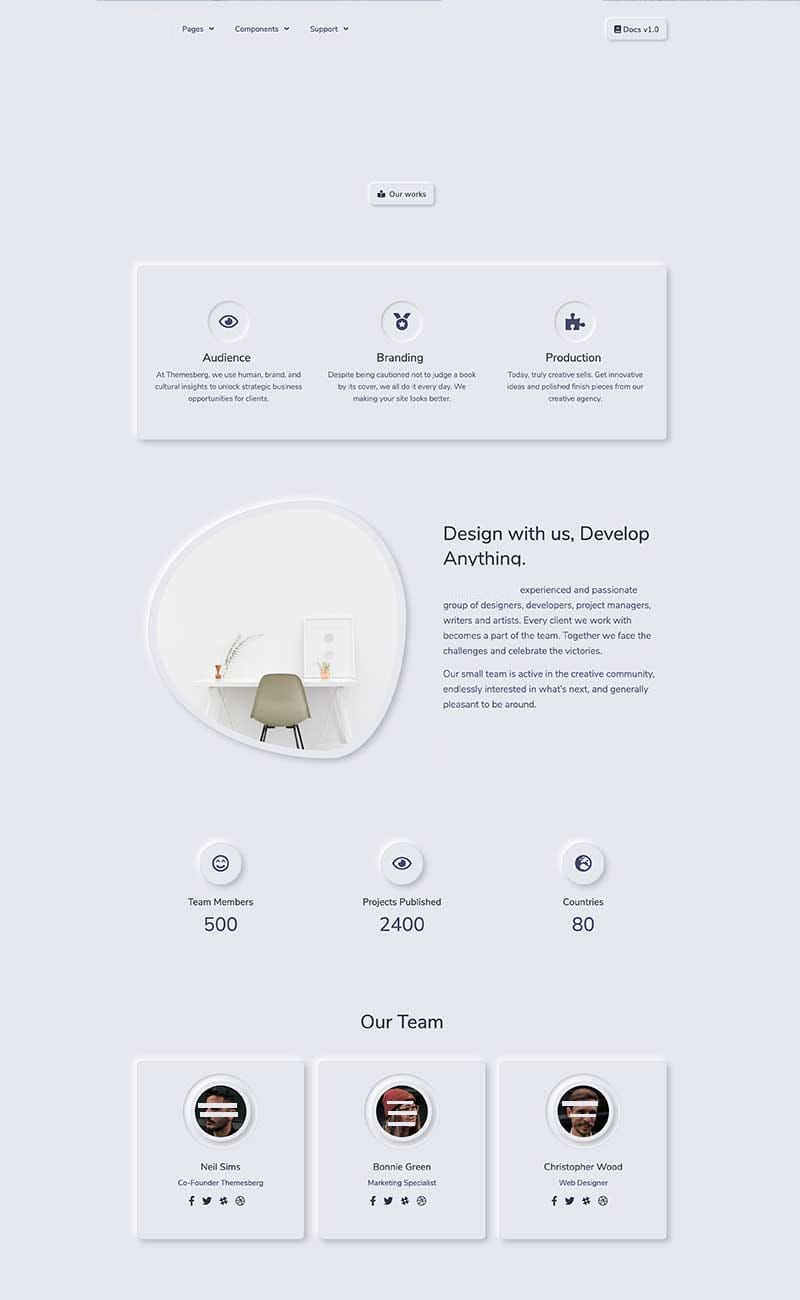 Pages Components Support Docs v1.0
Our works
Audience Branding Production
At Themesberg, we use human, brand, and
cultural insights to unlock strategic business
opportunities for clients.
Despite being cautioned not to judge a book
by its cover, we all do it every day. We
making your site looks better.
Today, truly creative sells. Get innovative
ideas and polished finish pieces from our
creative agency.
Design with us, Develop
Anything.
experienced and passionate
group of designers, developers, project managers,
writers and artists. Every client we work with
becomes a part of the team. Together we face the
challenges and celebrate the victories.
Our small team is active in the creative community,
endlessly interested in what's next, and generally
pleasant to be around.
Team Members Projects Published Countries
500 2400 80
Our Team
Neil Sims Bonnie Green Christopher Wood
Co-Founder Themesberg Marketing Specialist Web Designer